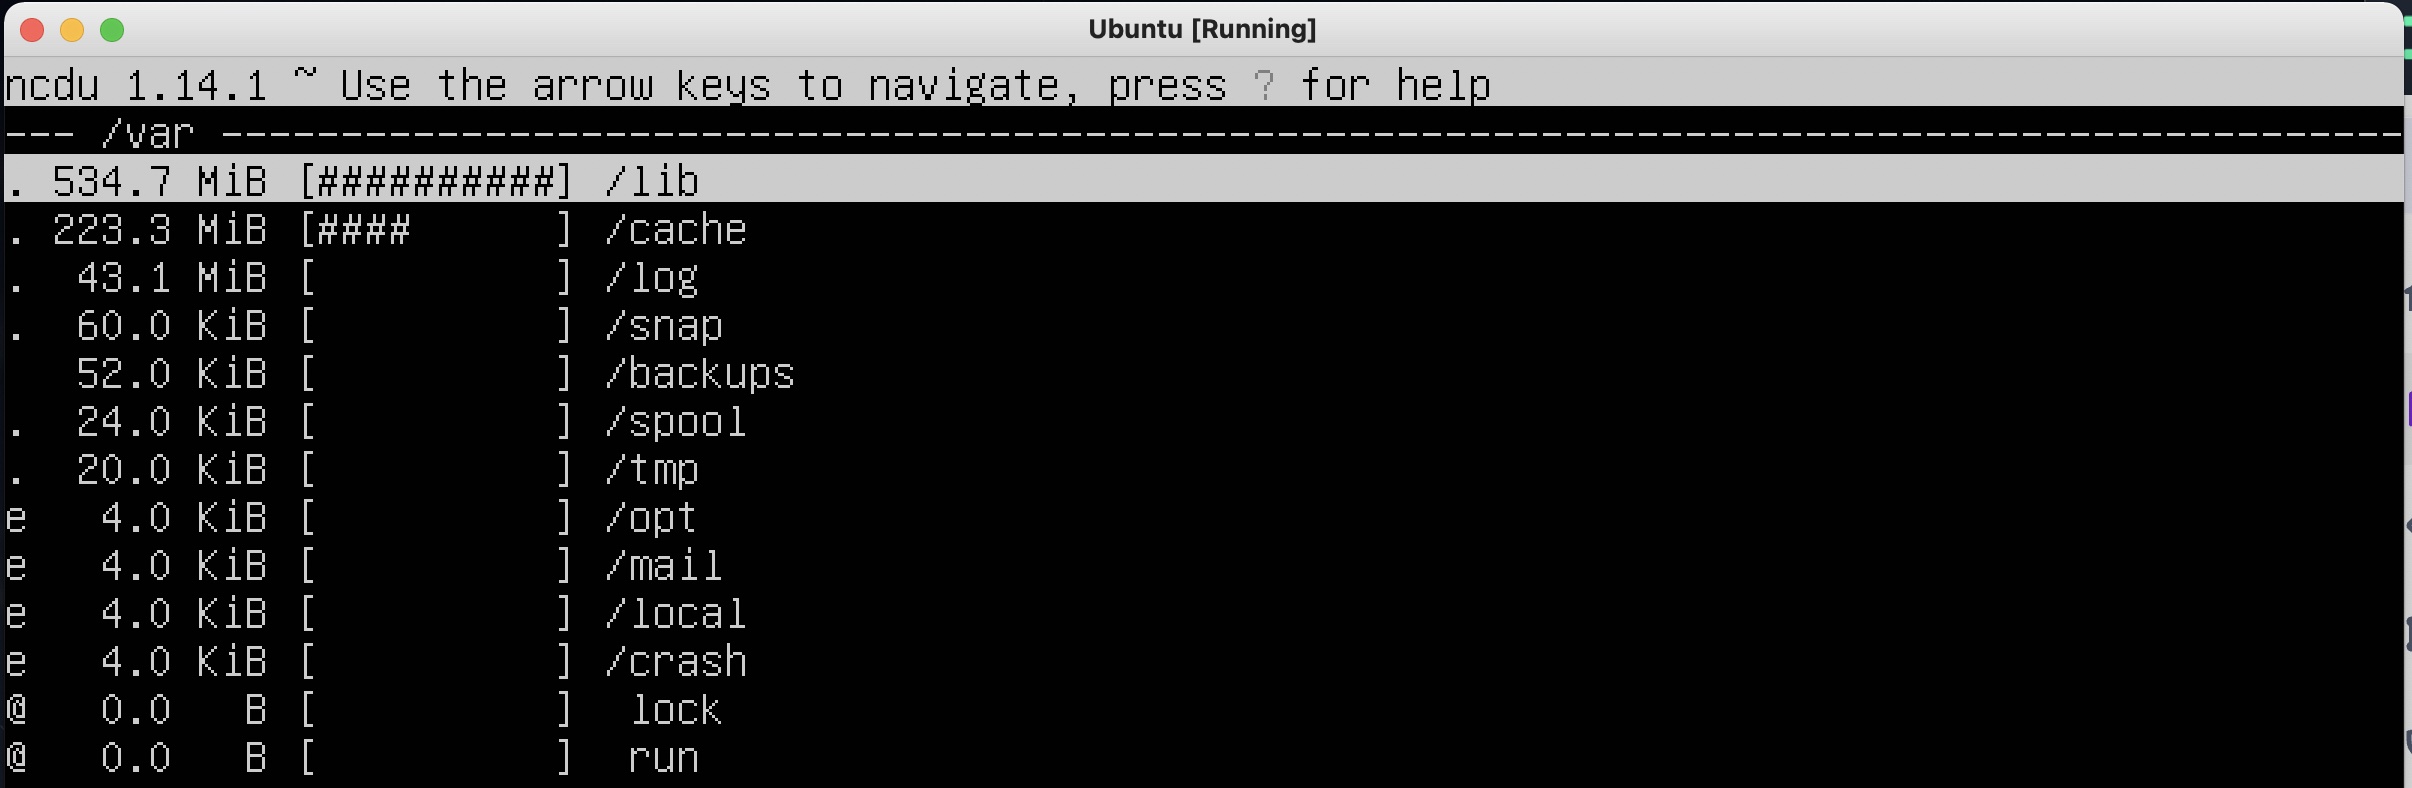 Ubuntu [Running]
ncdu 1.14.1 ~ Use the arrow keys to navigate, press ? for help
--- /var -------------------------------------------------------------------------------------------
. 534.7 MiB [##########] /lib
. 223.3 MiB [####      ] /cache
.  43.1 MiB [          ] /log
.  60.0 KiB [          ] /snap
   52.0 KiB [          ] /backups
.  24.0 KiB [          ] /spool
.  20.0 KiB [          ] /tmp
e   4.0 KiB [          ] /opt
e   4.0 KiB [          ] /mail
e   4.0 KiB [          ] /local
e   4.0 KiB [          ] /crash
@   0.0   B [          ]  lock
@   0.0   B [          ]  run